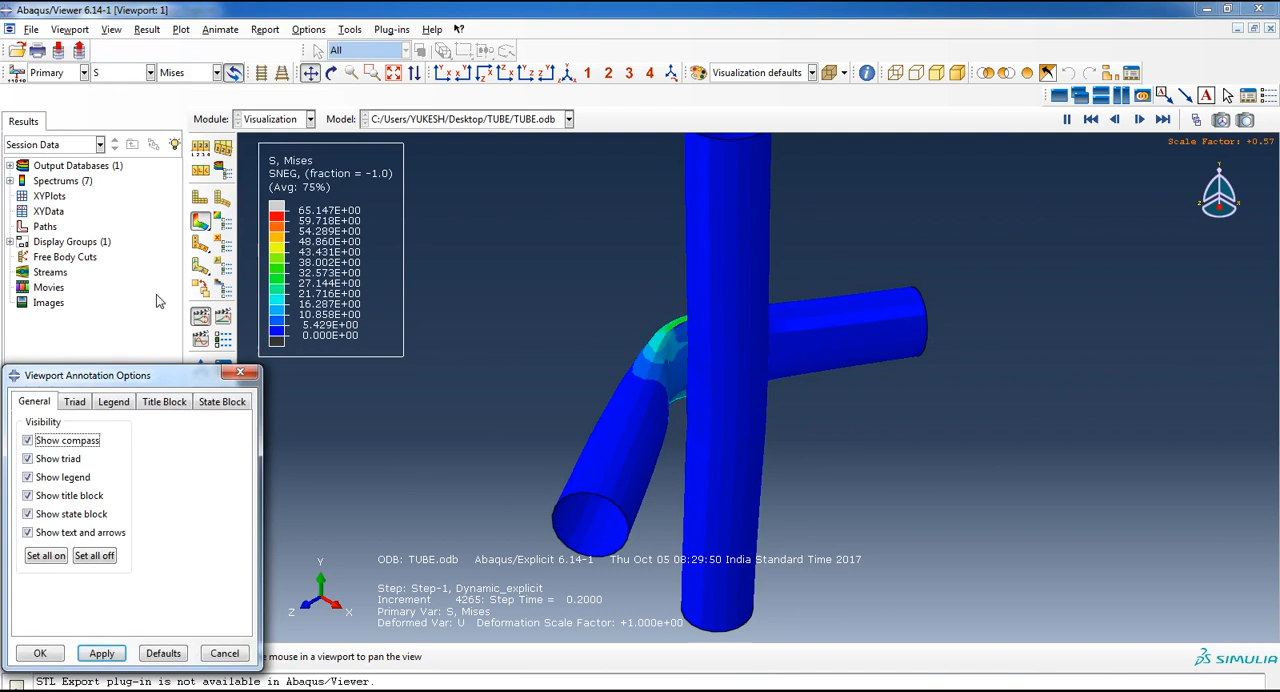 Abaqus/Viewer 6.14-1 [Viewport: 1]
File Viewport View Result Plot Animate Report Options Tools Plug-ins Help
All
Primary S Mises 1 2 3 4 Visualization defaults
Results Module: Visualization Model: C:/Users/YUKESH/Desktop/TUBE/TUBE.odb
Session Data
Output Databases (1)
Spectrums (7)
XYPlots
XYData
Paths
Display Groups (1)
Free Body Cuts
Streams
Movies
Images
Scale Factor: +0.57
S, Mises
SNEG, (fraction = -1.0)
(Avg: 75%)
65.147E+00
59.718E+00
54.289E+00
48.860E+00
43.431E+00
38.002E+00
32.573E+00
27.144E+00
21.716E+00
16.287E+00
10.858E+00
5.429E+00
0.000E+00
Y
Z X
Viewport Annotation Options
General Triad Legend Title Block State Block
Visibility
Show compass
Show triad
Show legend
Show title block
Show state block
Show text and arrows
Set all on Set all off
OK Apply Defaults Cancel
Y
Z X
ODB: TUBE.odb Abaqus/Explicit 6.14-1 Thu Oct 05 08:29:50 India Standard Time 2017
Step: Step-1, Dynamic_explicit
Increment 4265: Step Time = 0.2000
Primary Var: S, Mises
Deformed Var: U Deformation Scale Factor: +1.000e+00
e mouse in a viewport to pan the view
SIMULIA
STL Export plug-in is not available in Abaqus/Viewer.